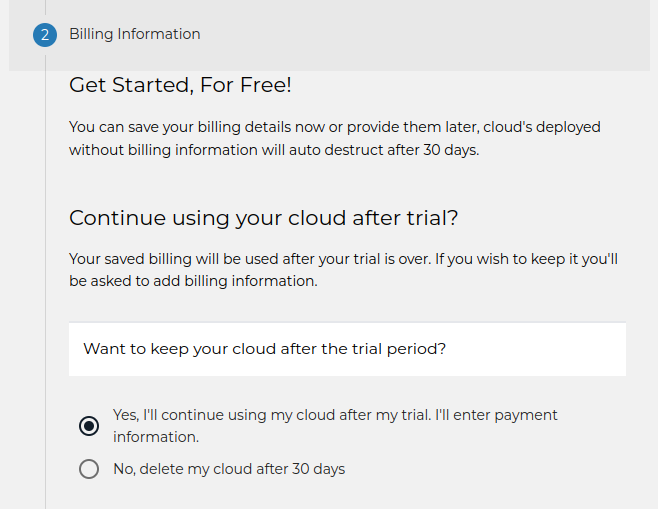 2 Billing Information
Get Started, For Free!
You can save your billing details now or provide them later, cloud's deployed
without billing information will auto destruct after 30 days.
Continue using your cloud after trial?
Your saved billing will be used after your trial is over. If you wish to keep it you'll
be asked to add billing information.
Want to keep your cloud after the trial period?
Yes, I'll continue using my cloud after my trial. I'll enter payment
information.
No, delete my cloud after 30 days